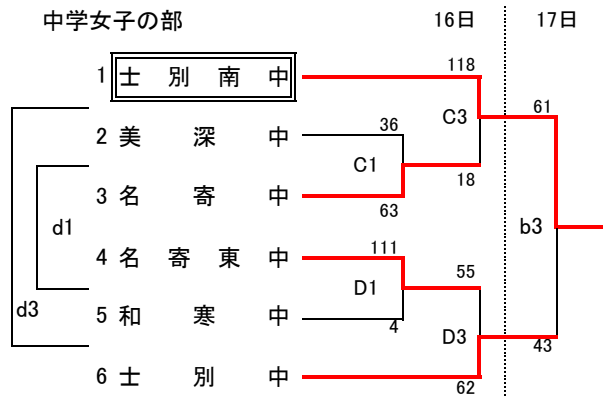 中学女子の部 16日 17日
1 士別南中 118
C3 61
2 美深中 36
C1
18
3 名寄中 63
d1 b3
4 名寄東中 111
55
D1
d3 5 和寒中 4
D3 43
6 士別中 62